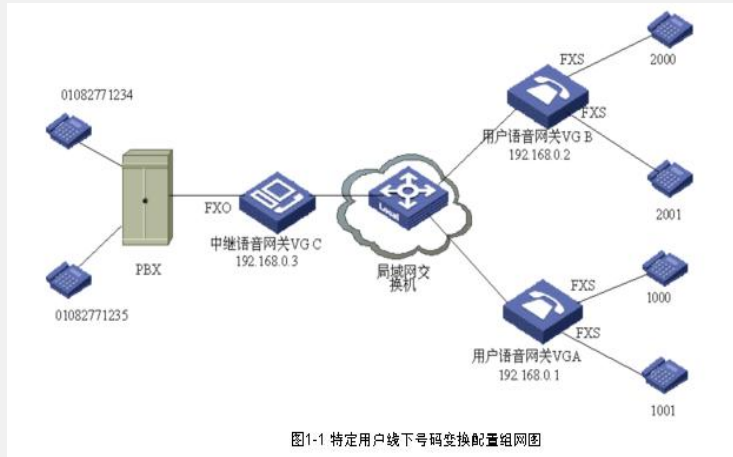 FXS
2000
01082771234
FXS
用户语音网关VG B
192.168.0.2
FXO
Local
2001
中继语音网关VG C
192.168.0.3
PBX
局域网交
换机
FXS
1000
01082771235
FXS
用户语音网关VGA
192.168.0.1
1001
图1-1 特定用户线下号码变换配置组网图